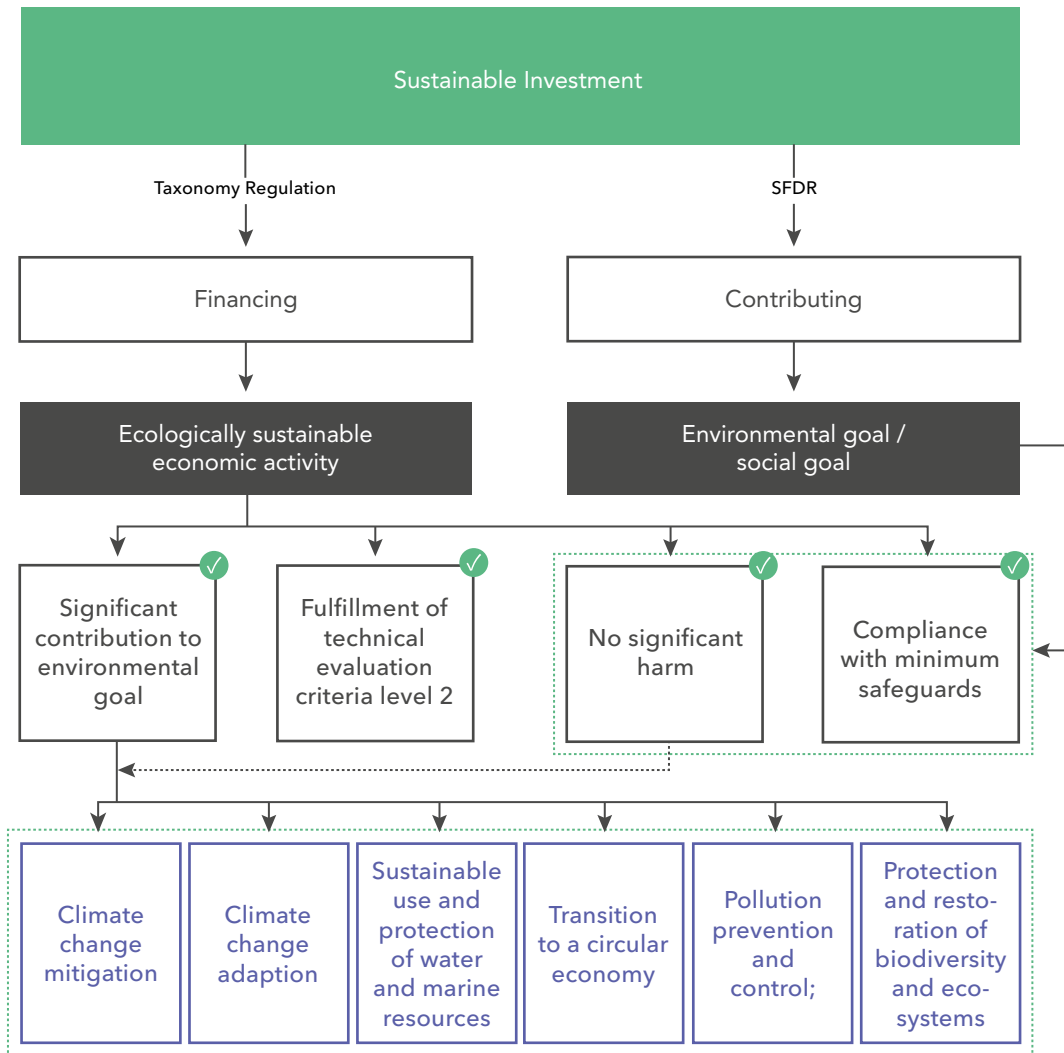 Sustainable Investment
Taxonomy Regulation
SFDR
Financing
Contributing
Ecologically sustainable
economic activity
Environmental goal /
social goal
Significant
contribution to
environmental
goal
Fulfillment of
technical
evaluation
criteria level 2
No significant
harm
Compliance
with minimum
safeguards
Climate
change
mitigation
Climate
change
adaption
Sustainable
use and
protection
of water
and marine
resources
Transition
to a circular
economy
Pollution
prevention
and
control;
Protection
and resto-
ration of
biodiversity
and eco-
systems